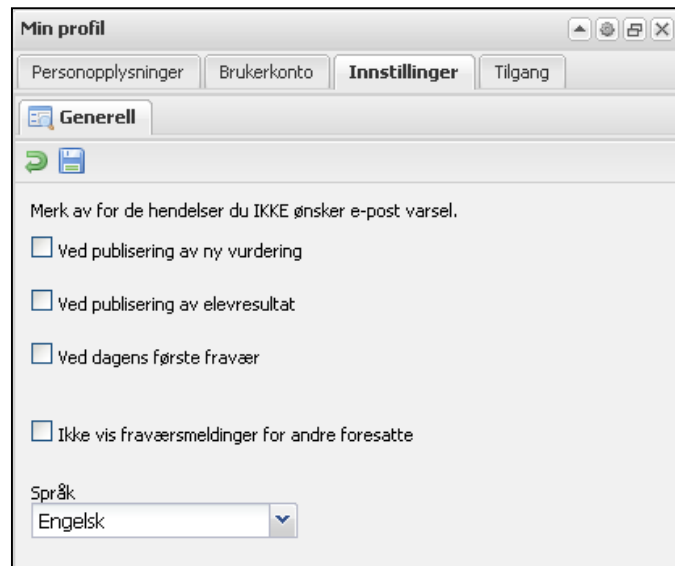 Min profil
Personopplysninger Brukerkonto Innstillinger Tilgang
Generell
Merk av for de hendelser du IKKE ønsker e-post varsel.
Ved publisering av ny vurdering
Ved publisering av elevresultat
Ved dagens første fravær
Ikke vis fraværsmeldinger for andre foresatte
Språk
Engelsk